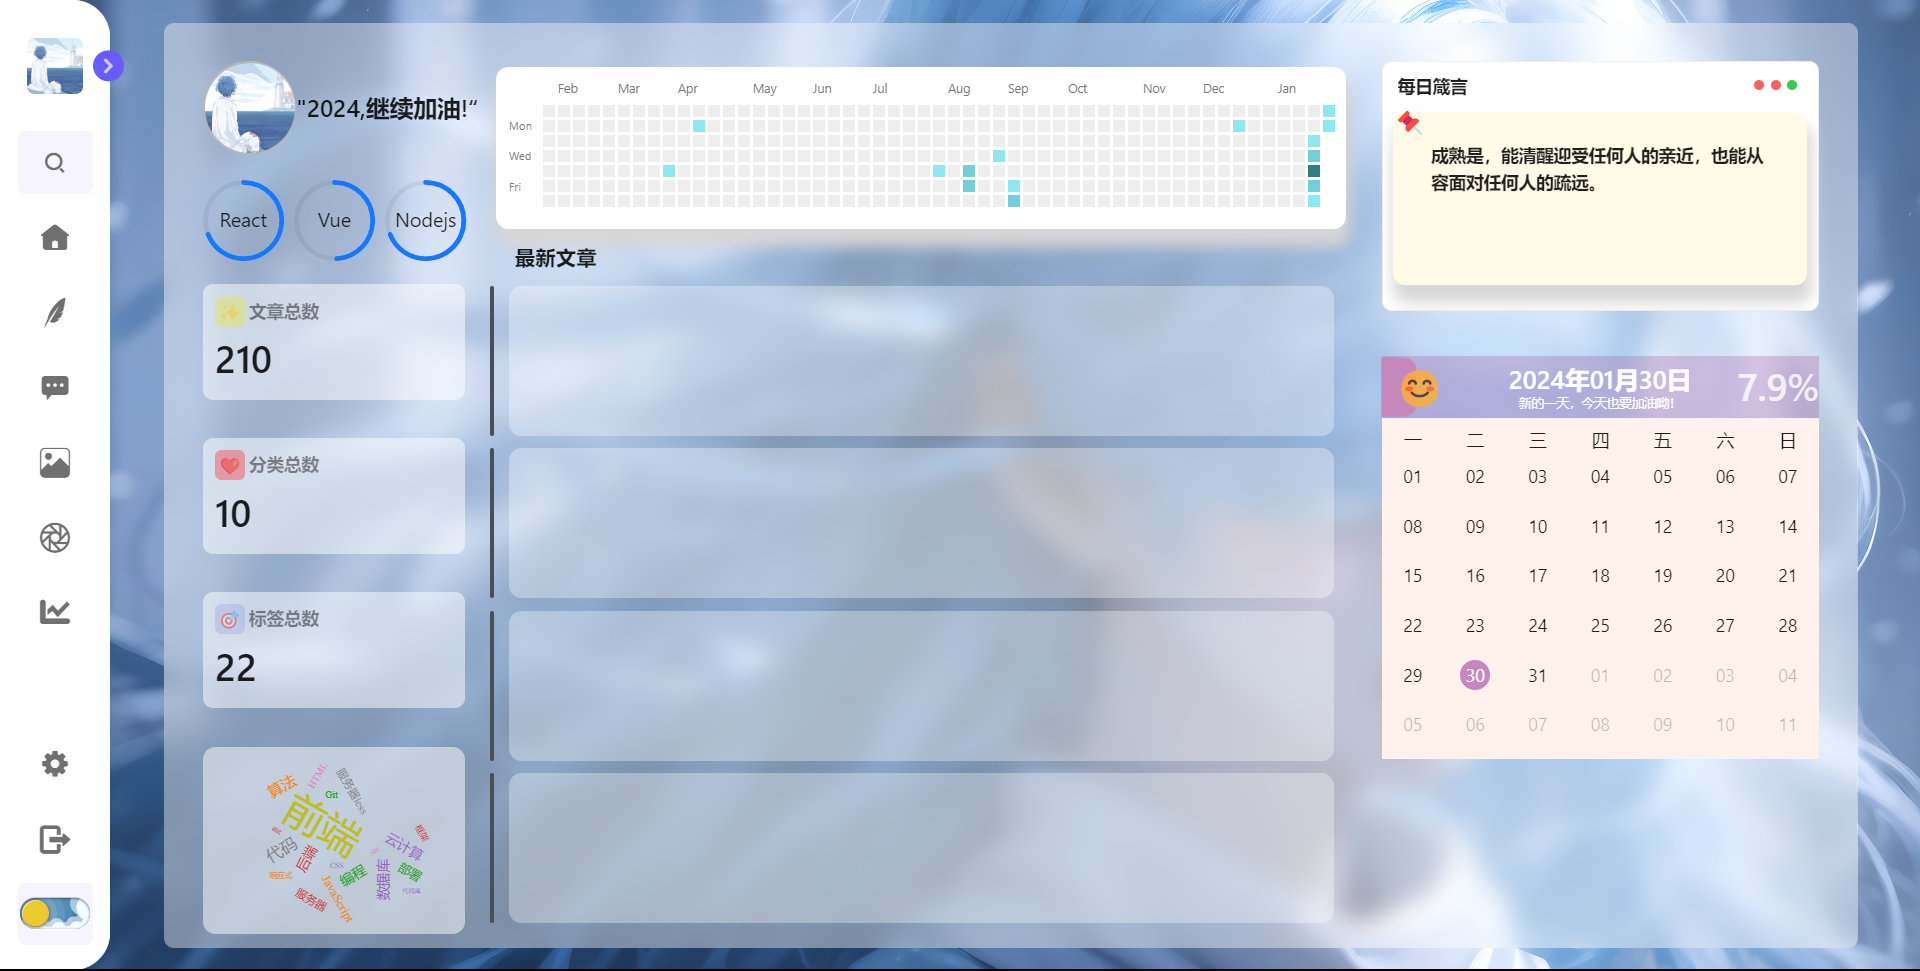 "2024,继续加油!“
React
Vue
Nodejs
文章总数
210
分类总数
10
标签总数
22
算法
HTML
服务器less
Git
前端
代码
后端
CSS
云计算
框架
响应式
编程
数据库
部署
代码库
服务器
JavaScript
Feb Mar Apr May Jun Jul Aug Sep Oct Nov Dec Jan
Mon
Wed
Fri
最新文章
每日箴言
成熟是，能清醒迎受任何人的亲近，也能从
容面对任何人的疏远。
2024年01月30日
新的一天，今天也要加油呦！
7.9%
一 二 三 四 五 六 日
01 02 03 04 05 06 07
08 09 10 11 12 13 14
15 16 17 18 19 20 21
22 23 24 25 26 27 28
29 30 31 01 02 03 04
05 06 07 08 09 10 11